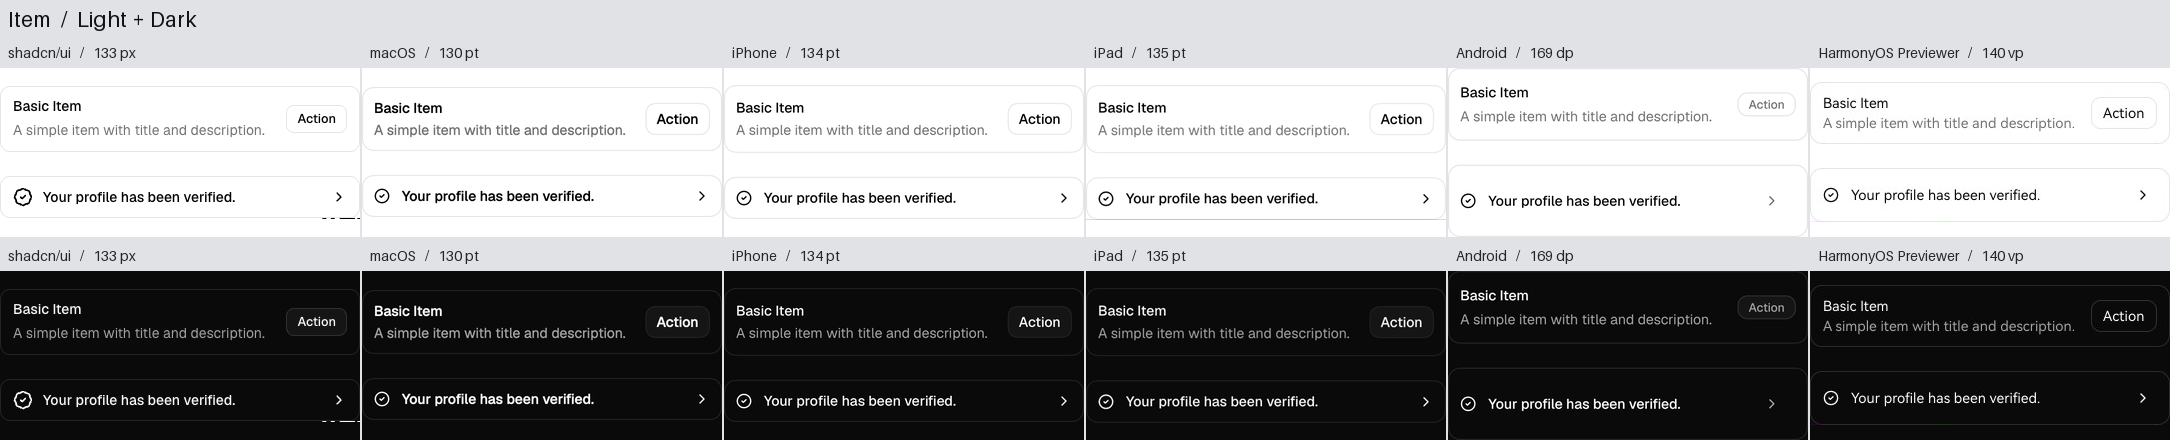 Item / Light + Dark
shadcn/ui / 133 px
macOS / 130 pt
iPhone / 134 pt
iPad / 135 pt
Android / 169 dp
HarmonyOS Previewer / 140 vp
Basic Item
A simple item with title and description.
Action
Your profile has been verified.
Basic Item
A simple item with title and description.
Action
Your profile has been verified.
Basic Item
A simple item with title and description.
Action
Your profile has been verified.
Basic Item
A simple item with title and description.
Action
Your profile has been verified.
Basic Item
A simple item with title and description.
Action
Your profile has been verified.
Basic Item
A simple item with title and description.
Action
Your profile has been verified.
shadcn/ui / 133 px
macOS / 130 pt
iPhone / 134 pt
iPad / 135 pt
Android / 169 dp
HarmonyOS Previewer / 140 vp
Basic Item
A simple item with title and description.
Action
Your profile has been verified.
Basic Item
A simple item with title and description.
Action
Your profile has been verified.
Basic Item
A simple item with title and description.
Action
Your profile has been verified.
Basic Item
A simple item with title and description.
Action
Your profile has been verified.
Basic Item
A simple item with title and description.
Action
Your profile has been verified.
Basic Item
A simple item with title and description.
Action
Your profile has been verified.